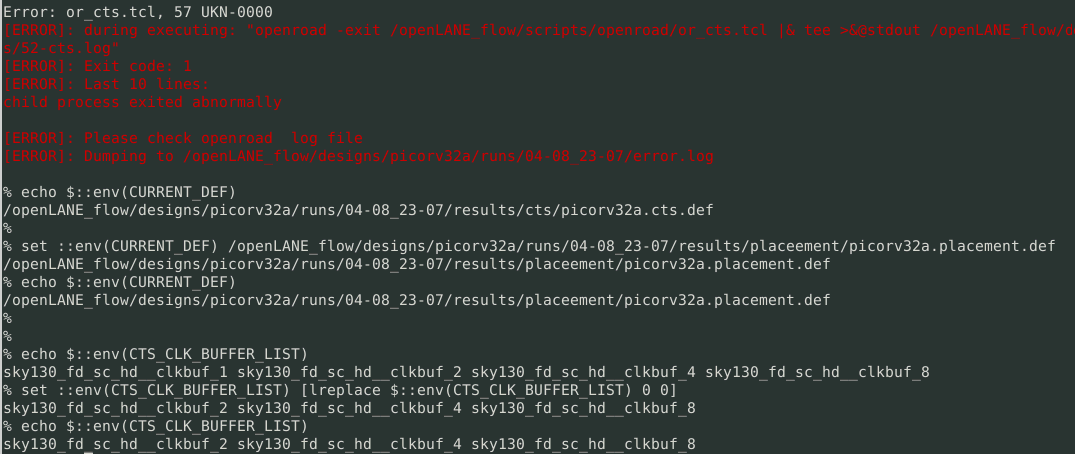 Error: or_cts.tcl, 57 UKN-0000
[ERROR]: during executing: "openroad -exit /openLANE_flow/scripts/openroad/or_cts.tcl |& tee >&@stdout /openLANE_flow/
s/52-cts.log"
[ERROR]: Exit code: 1
[ERROR]: Last 10 lines:
child process exited abnormally
[ERROR]: Please check openroad  log file
[ERROR]: Dumping to /openLANE_flow/designs/picorv32a/runs/04-08_23-07/error.log
% echo $::env(CURRENT_DEF)
/openLANE_flow/designs/picorv32a/runs/04-08_23-07/results/cts/picorv32a.cts.def
%
% set ::env(CURRENT_DEF) /openLANE_flow/designs/picorv32a/runs/04-08_23-07/results/placeement/picorv32a.placement.def
/openLANE_flow/designs/picorv32a/runs/04-08_23-07/results/placeement/picorv32a.placement.def
% echo $::env(CURRENT_DEF)
/openLANE_flow/designs/picorv32a/runs/04-08_23-07/results/placeement/picorv32a.placement.def
%
%
% echo $::env(CTS_CLK_BUFFER_LIST)
sky130_fd_sc_hd__clkbuf_1 sky130_fd_sc_hd__clkbuf_2 sky130_fd_sc_hd__clkbuf_4 sky130_fd_sc_hd__clkbuf_8
% set ::env(CTS_CLK_BUFFER_LIST) [lreplace $::env(CTS_CLK_BUFFER_LIST) 0 0]
sky130_fd_sc_hd__clkbuf_2 sky130_fd_sc_hd__clkbuf_4 sky130_fd_sc_hd__clkbuf_8
% echo $::env(CTS_CLK_BUFFER_LIST)
sky130_fd_sc_hd__clkbuf_2 sky130_fd_sc_hd__clkbuf_4 sky130_fd_sc_hd__clkbuf_8